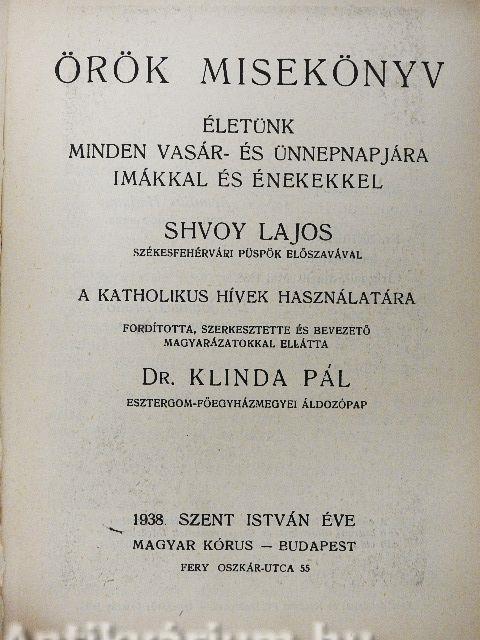 ÖRÖK MISEKÖNYV
ÉLETÜNK
MINDEN VASÁR- ÉS ÜNNEPNAPJÁRA
IMÁKKAL ÉS ÉNEKEKKEL
SHVOY LAJOS
SZÉKESFEHÉRVÁRI PÜSPÖK ELŐSZAVÁVAL
A KATHOLIKUS HÍVEK HASZNÁLATÁRA
FORDÍTOTTA, SZERKESZTETTE ÉS BEVEZETŐ
MAGYARÁZATOKKAL ELLÁTTA
DR. KLINDA PÁL
ESZTERGOM-FŐEGYHÁZMEGYEI ÁLDOZÓPAP
1938 SZENT ISTVÁN ÉVE
MAGYAR KÓRUS — BUDAPEST
FERY OSZKÁR-UTCA 55
Antikvárium.hu